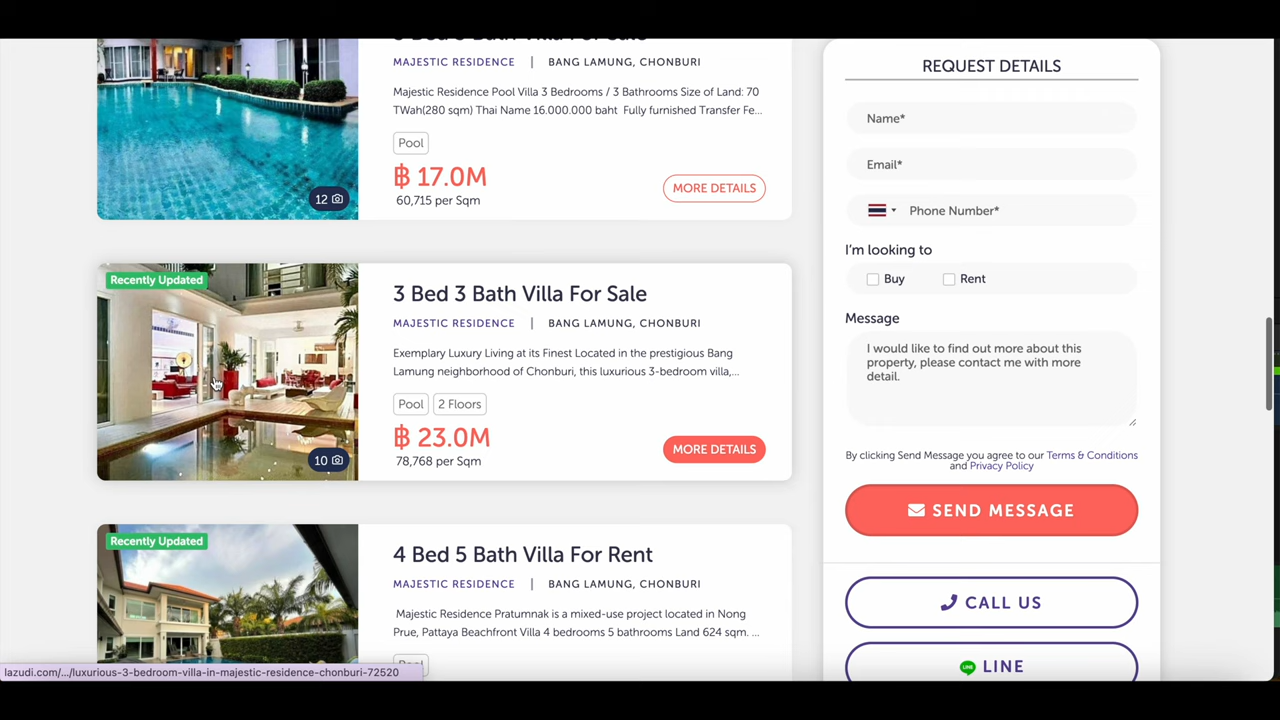 MAJESTIC RESIDENCE | BANG LAMUNG, CHONBURI
Majestic Residence Pool Villa 3 Bedrooms / 3 Bathrooms Size of Land: 70
TWah(280 sqm) Thai Name 16.000.000 baht Fully furnished Transfer Fe...
Pool
฿ 17.0M
60,715 per Sqm
12
MORE DETAILS
Recently Updated
10
3 Bed 3 Bath Villa For Sale
MAJESTIC RESIDENCE | BANG LAMUNG, CHONBURI
Exemplary Luxury Living at its Finest Located in the prestigious Bang
Lamung neighborhood of Chonburi, this luxurious 3-bedroom villa,...
Pool 2 Floors
฿ 23.0M
78,768 per Sqm
MORE DETAILS
Recently Updated
4 Bed 5 Bath Villa For Rent
MAJESTIC RESIDENCE | BANG LAMUNG, CHONBURI
Majestic Residence Pratumnak is a mixed-use project located in Nong
Prue, Pattaya Beachfront Villa 4 bedrooms 5 bathrooms Land 624 sqm. ...
Pool
lazudi.com/.../luxurious-3-bedroom-villa-in-majestic-residence-chonburi-72520
REQUEST DETAILS
Name*
Email*
Phone Number*
I'm looking to
Buy Rent
Message
I would like to find out more about this
property, please contact me with more
detail.
By clicking Send Message you agree to our Terms & Conditions
and Privacy Policy
SEND MESSAGE
CALL US
LINE